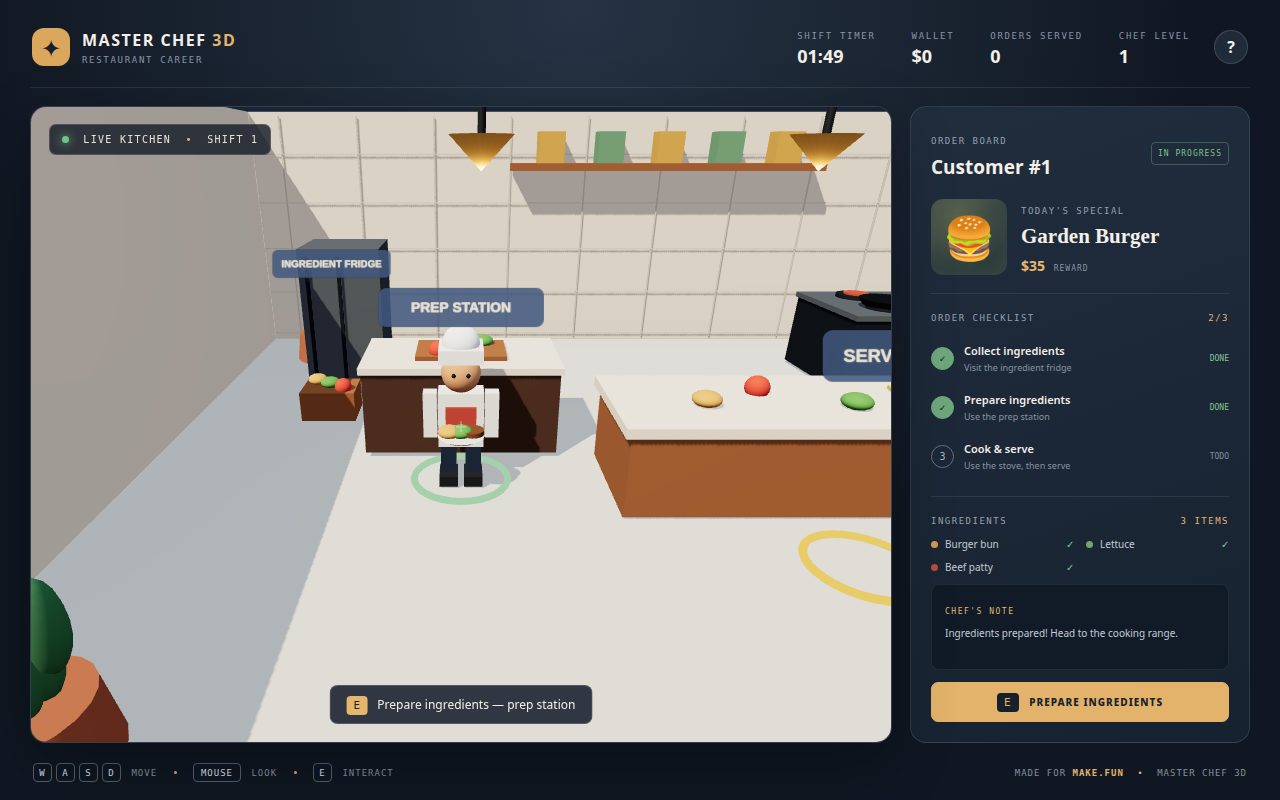 MASTER CHEF 3D
RESTAURANT CAREER
SHIFT TIMER
01:49
WALLET
$0
ORDERS SERVED
0
CHEF LEVEL
1
?
LIVE KITCHEN • SHIFT 1
INGREDIENT FRIDGE
PREP STATION
SERV
E Prepare ingredients — prep station
ORDER BOARD
Customer #1
IN PROGRESS
TODAY'S SPECIAL
Garden Burger
$35 REWARD
ORDER CHECKLIST 2/3
✓ Collect ingredients
Visit the ingredient fridge
DONE
✓ Prepare ingredients
Use the prep station
DONE
3 Cook & serve
Use the stove, then serve
TODO
INGREDIENTS 3 ITEMS
Burger bun ✓ Lettuce ✓
Beef patty ✓
CHEF'S NOTE
Ingredients prepared! Head to the cooking range.
E PREPARE INGREDIENTS
W A S D MOVE • MOUSE LOOK • E INTERACT
MADE FOR MAKE.FUN • MASTER CHEF 3D